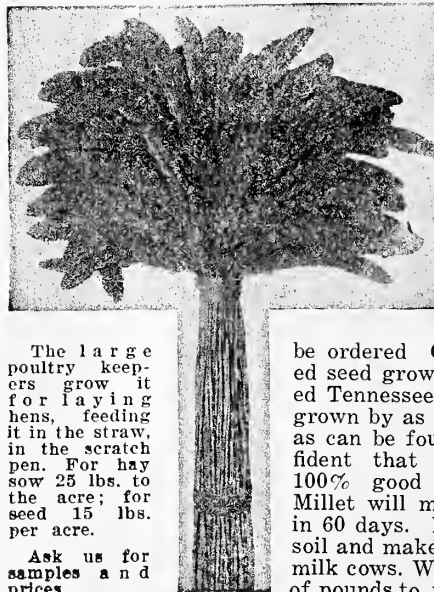 The large
poultry keep-
ers grow it
for laying
hens, feeding
it in the straw,
in the scratch
pen. For hay
sow 25 lbs. to
the acre; for
seed 15 lbs.
per acre.
Ask us for
samples and
prices
be ordered
ed seed grow
ed Tennessee
grown by as
as can be fou
fident that
100% good
Millet will m
in 60 days.
soil and make
milk cows. W
of pounds to